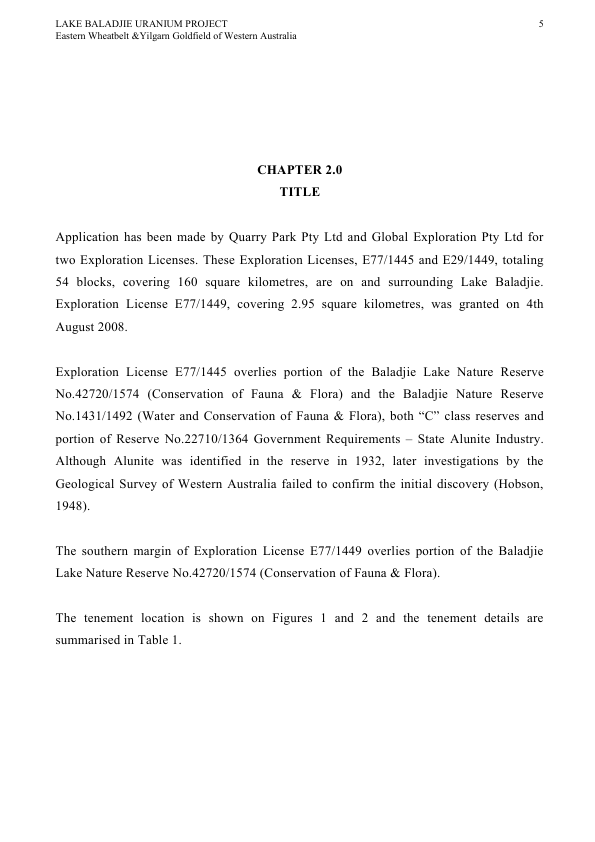 LAKE BALADJIE URANIUM PROJECT 5
Eastern Wheatbelt &Yilgarn Goldfield of Western Australia
CHAPTER 2.0
TITLE
Application has been made by Quarry Park Pty Ltd and Global Exploration Pty Ltd for
two Exploration Licenses. These Exploration Licenses, E77/1445 and E29/1449, totaling
54 blocks, covering 160 square kilometres, are on and surrounding Lake Baladjie.
Exploration License E77/1449, covering 2.95 square kilometres, was granted on 4th
August 2008.
Exploration License E77/1445 overlies portion of the Baladjie Lake Nature Reserve
No.42720/1574 (Conservation of Fauna & Flora) and the Baladjie Nature Reserve
No.1431/1492 (Water and Conservation of Fauna & Flora), both “C” class reserves and
portion of Reserve No.22710/1364 Government Requirements – State Alunite Industry.
Although Alunite was identified in the reserve in 1932, later investigations by the
Geological Survey of Western Australia failed to confirm the initial discovery (Hobson,
1948).
The southern margin of Exploration License E77/1449 overlies portion of the Baladjie
Lake Nature Reserve No.42720/1574 (Conservation of Fauna & Flora).
The tenement location is shown on Figures 1 and 2 and the tenement details are
summarised in Table 1.